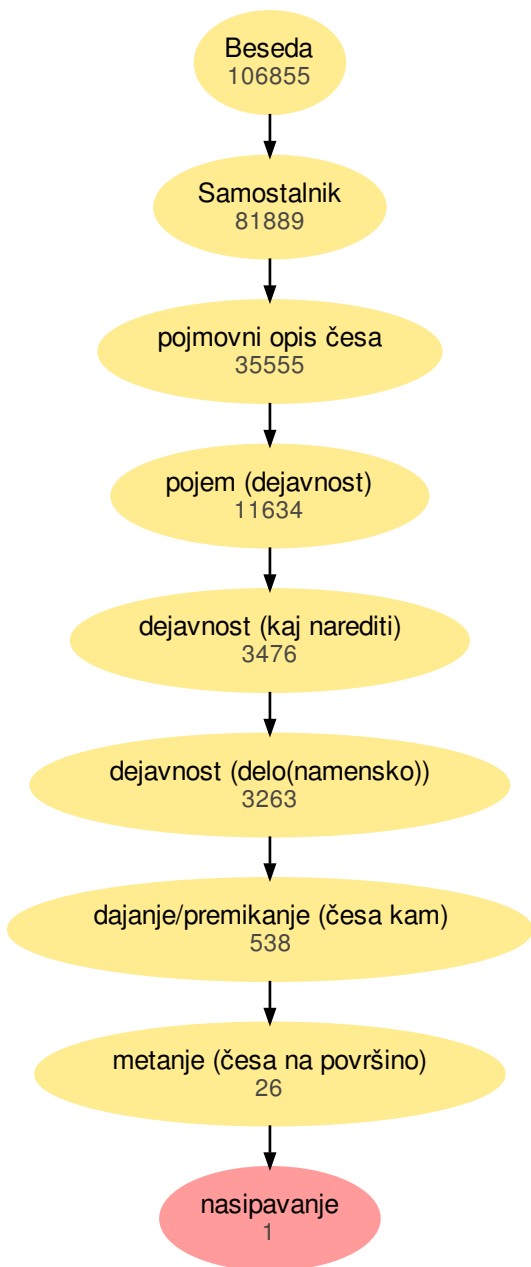 Beseda
106855
Samostalnik
81889
pojmovni opis česa
35555
pojem (dejavnost)
11634
dejavnost (kaj narediti)
3476
dejavnost (delo(namensko))
3263
dajanje/premikanje (česa kam)
538
metanje (česa na površino)
26
nasipavanje
1